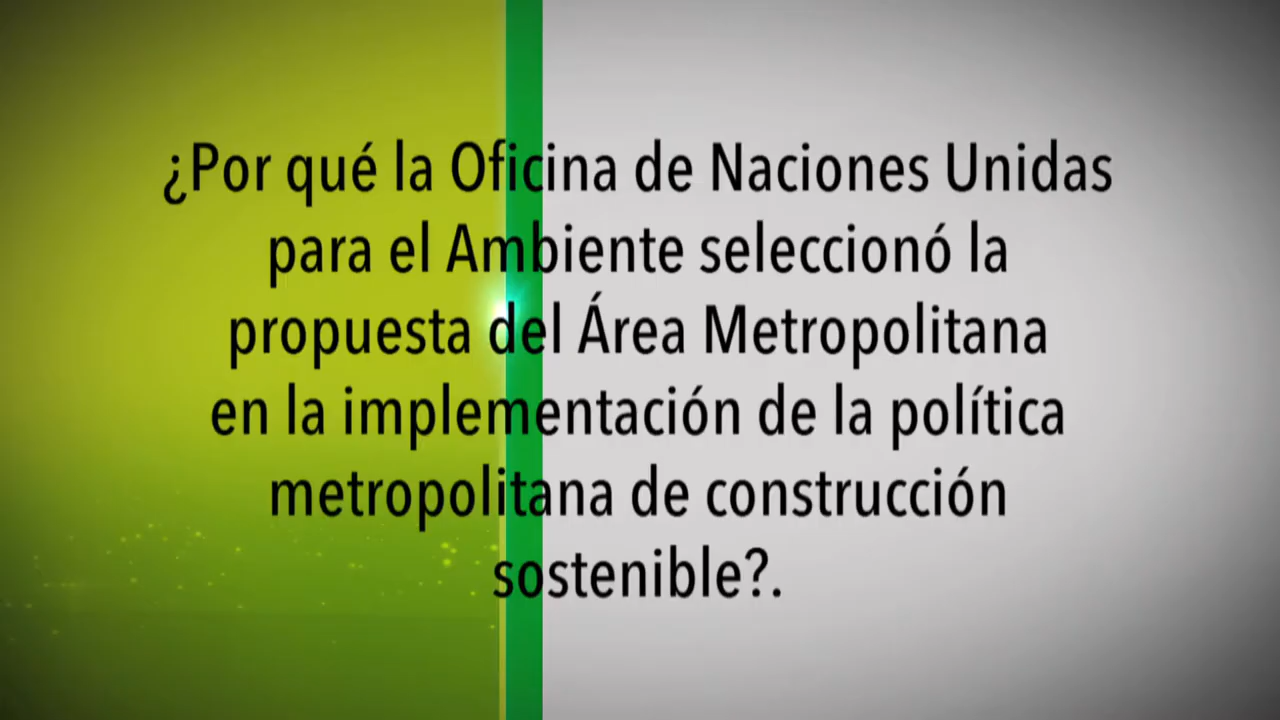 ¿Por qué la Oficina de Naciones Unidas
para el Ambiente seleccionó la
propuesta del Área Metropolitana
en la implementación de la política
metropolitana de construcción
sostenible?.